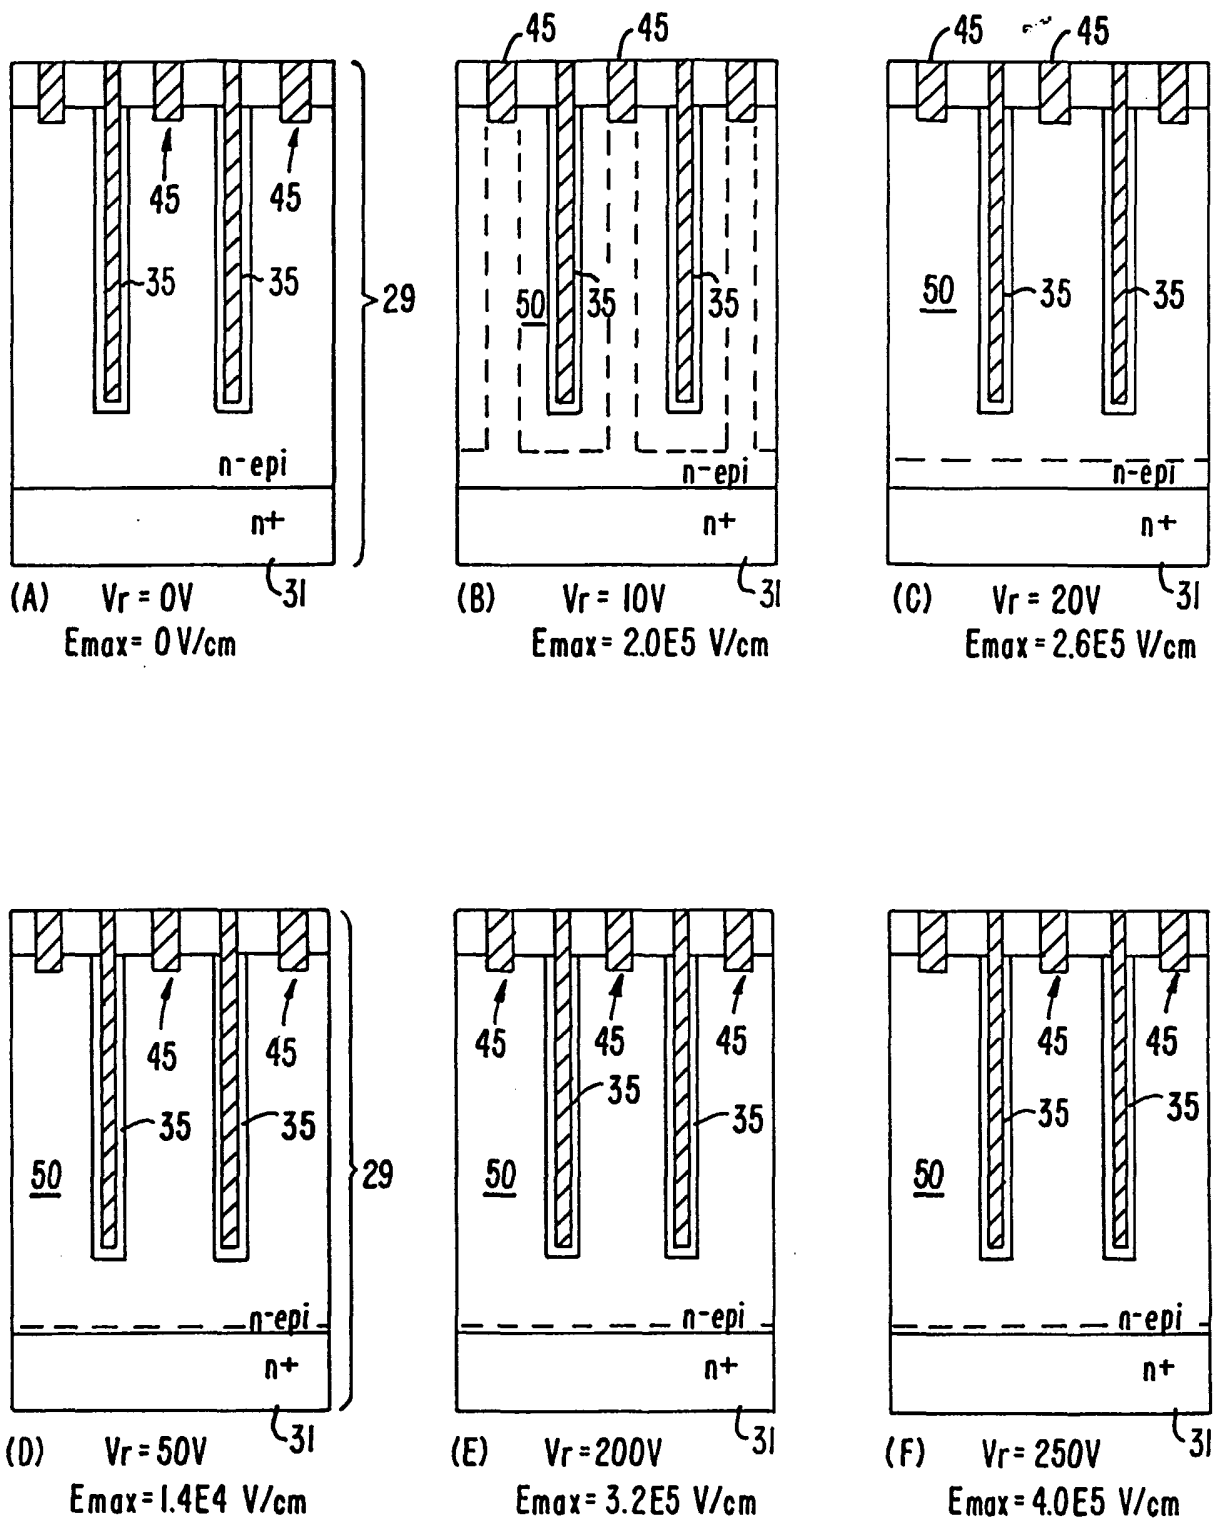 45 45 45 45
45 45
35 35 29 50 35 35 50 35 35
n-epi n-epi n-epi
n+ n+
31 31 31
(A) Vr = 0V (B) Vr = 10V (C) Vr = 20V
Emax = 0 V/cm Emax = 2.0E5 V/cm Emax = 2.6E5 V/cm
45 45 45 45 45 45 45
35 35 35 35 35 35
50 29 50 50
n-epi n-epi n-epi
n+ n+ n+
31 31 31
(D) Vr = 50V (E) Vr = 200V (F) Vr = 250V
Emax = 1.4E4 V/cm Emax = 3.2E5 V/cm Emax = 4.0E5 V/cm